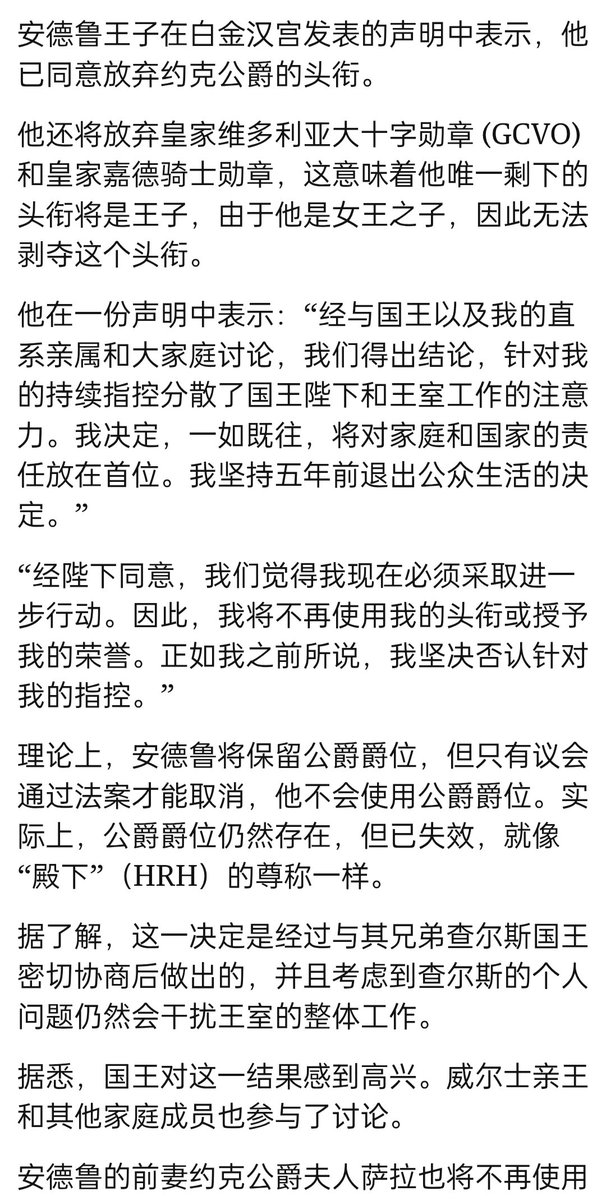 安德鲁王子在白金汉宫发表的声明中表示，他
已同意放弃约克公爵的头衔。
他还将放弃皇家维多利亚大十字勋章 (GCVO)
和皇家嘉德骑士勋章，这意味着他唯一剩下的
头衔将是王子，由于他是女王之子，因此无法
剥夺这个头衔。
他在一份声明中表示：“经与国王以及我的直
系亲属和大家庭讨论，我们得出结论，针对我
的持续指控分散了国王陛下和王室工作的注意
力。我决定，一如既往，将对家庭和国家的责
任放在首位。我坚持五年前退出公众生活的决
定。”
“经陛下同意，我们觉得我现在必须采取进一
步行动。因此，我将不再使用我的头衔或授予
我的荣誉。正如我之前所说，我坚决否认针对
我的指控。”
理论上，安德鲁将保留公爵爵位，但只有议会
通过法案才能取消，他不会使用公爵爵位。实
际上，公爵爵位仍然存在，但已失效，就像
“殿下”（HRH）的尊称一样。
据了解，这一决定是经过与其兄弟查尔斯国王
密切协商后做出的，并且考虑到查尔斯的个人
问题仍然会干扰王室的整体工作。
据悉，国王对这一结果感到高兴。威尔士亲王
和其他家庭成员也参与了讨论。
安德鲁的前妻约克公爵夫人萨拉也将不再使用